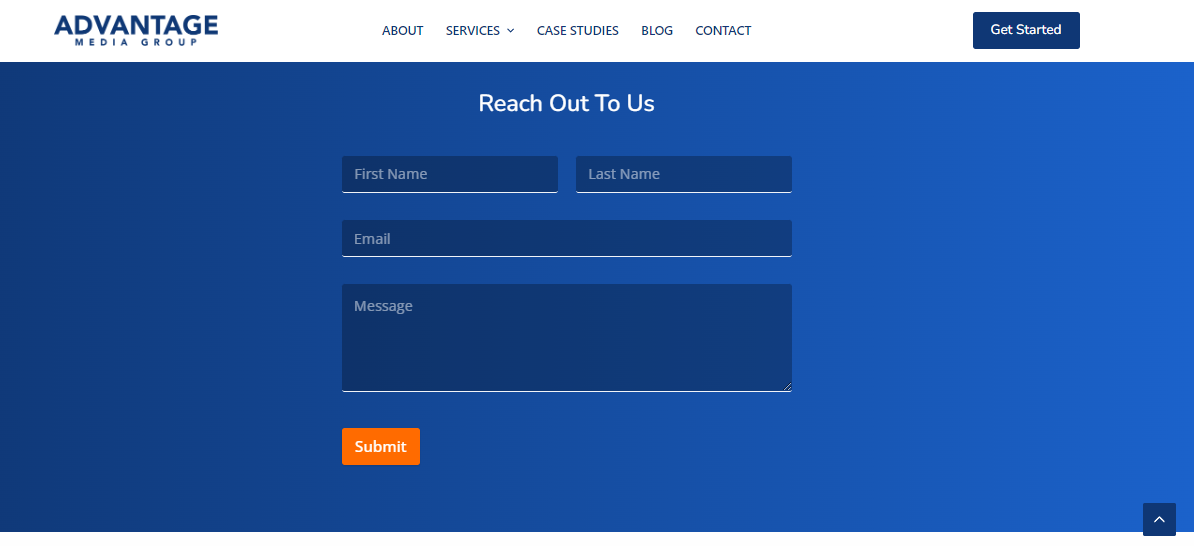 ADVANTAGE
MEDIA GROUP
ABOUT SERVICES CASE STUDIES BLOG CONTACT
Get Started
Reach Out To Us
First Name Last Name
Email
Message
Submit